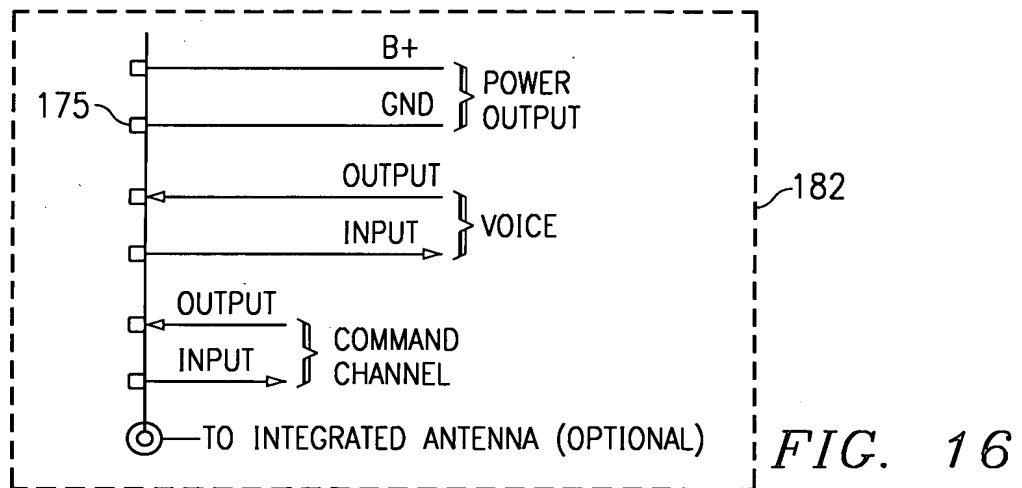 B+
POWER
175
GND
OUTPUT
OUTPUT
182
VOICE
INPUT
OUTPUT
COMMAND
INPUT
CHANNEL
TO INTEGRATED ANTENNA (OPTIONAL)
FIG. 16